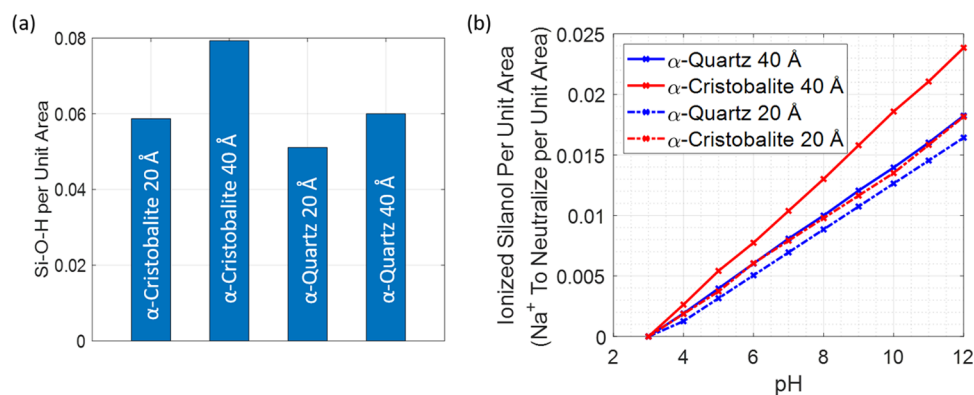 (a)
Si-O-H per Unit Area
0.08
0.06
0.04
0.02
0
α-Cristobalite 20 Å
α-Cristobalite 40 Å
α-Quartz 20 Å
α-Quartz 40 Å
(b)
Ionized Silanol Per Unit Area
(Na⁺ To Neutralize per Unit Area)
0.025
0.02
0.015
0.01
0.005
0
α-Quartz 40 Å
α-Cristobalite 40 Å
α-Quartz 20 Å
α-Cristobalite 20 Å
2 4 6 8 10 12
pH